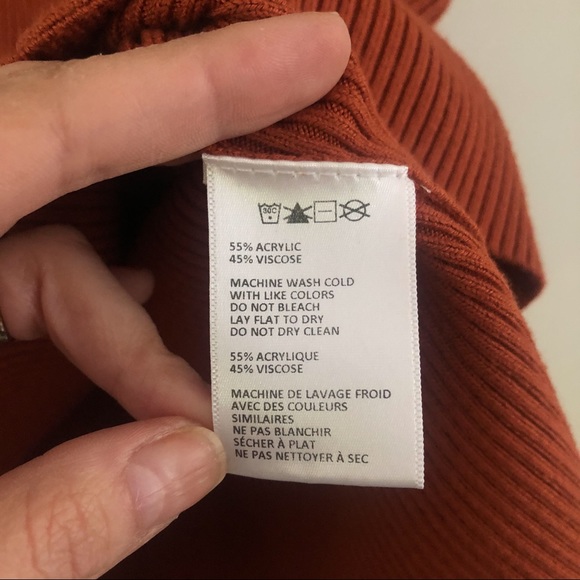 30C
55% ACRYLIC
45% VISCOSE
MACHINE WASH COLD
WITH LIKE COLORS
DO NOT BLEACH
LAY FLAT TO DRY
DO NOT DRY CLEAN
55% ACRYLIQUE
45% VISCOSE
MACHINE DE LAVAGE FROID
AVEC DES COULEURS
SIMILAIRES
NE PAS BLANCHIR
SÉCHER À PLAT
NE PAS NETTOYER À SEC